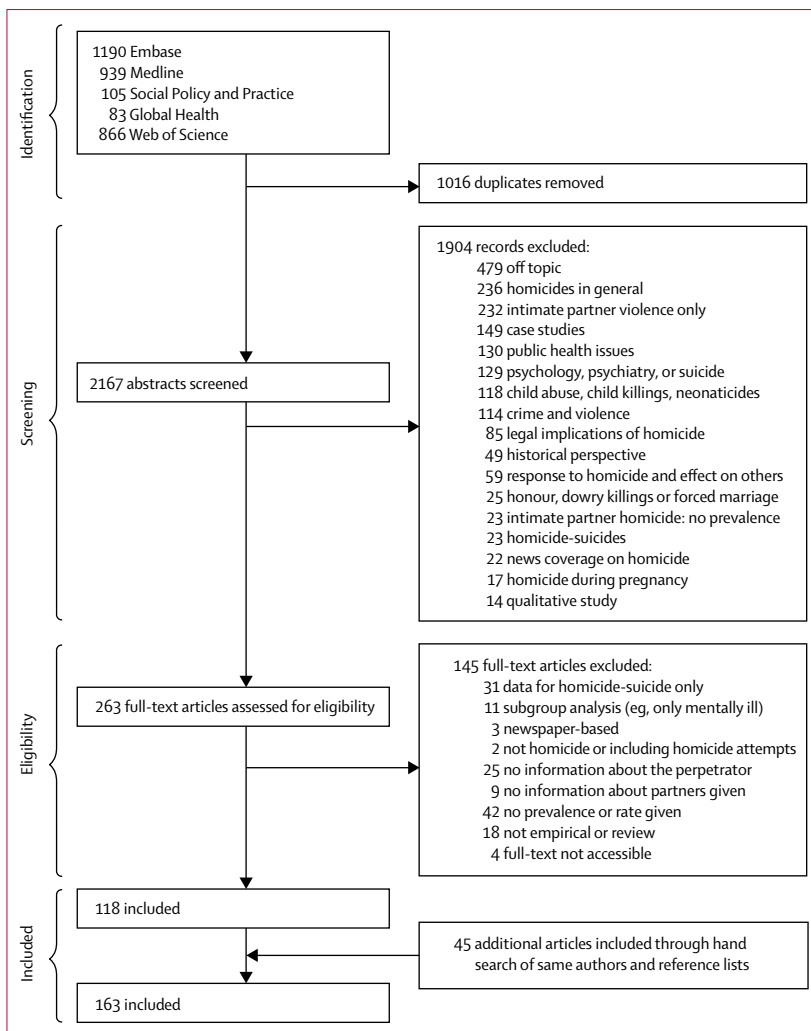 Identification
1190 Embase
939 Medline
105 Social Policy and Practice
83 Global Health
866 Web of Science
1016 duplicates removed
Screening
2167 abstracts screened
1904 records excluded:
479 off topic
236 homicides in general
232 intimate partner violence only
149 case studies
130 public health issues
129 psychology, psychiatry, or suicide
118 child abuse, child killings, neonaticides
114 crime and violence
85 legal implications of homicide
49 historical perspective
59 response to homicide and effect on others
25 honour, dowry killings or forced marriage
23 intimate partner homicide: no prevalence
23 homicide-suicides
22 news coverage on homicide
17 homicide during pregnancy
14 qualitative study
Eligibility
263 full-text articles assessed for eligibility
145 full-text articles excluded:
31 data for homicide-suicide only
11 subgroup analysis (eg, only mentally ill)
3 newspaper-based
2 not homicide or including homicide attempts
25 no information about the perpetrator
9 no information about partners given
42 no prevalence or rate given
18 not empirical or review
4 full-text not accessible
Included
118 included
45 additional articles included through hand
search of same authors and reference lists
163 included